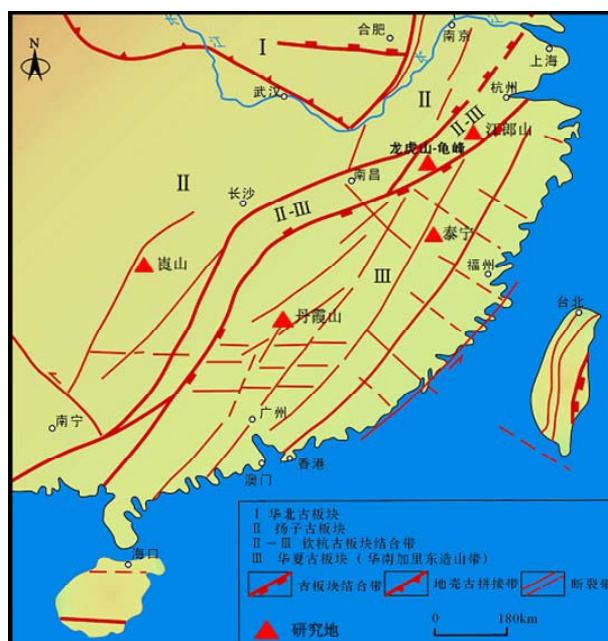 N
I
合肥
南京
上海
武汉
杭州
II
II-III
江郎山
龙虎山-龟峰
南昌
II
长沙
II-III
泰宁
崀山
III
福州
丹霞山
台北
南宁
广州
香港
澳门
海口
I 华北古板块
II 扬子古板块
II－III 钦杭古板块结合带
III 华夏古板块（华南加里东造山带）
古板块结合带 地壳古拼接带 断裂带
研究地 0 180km